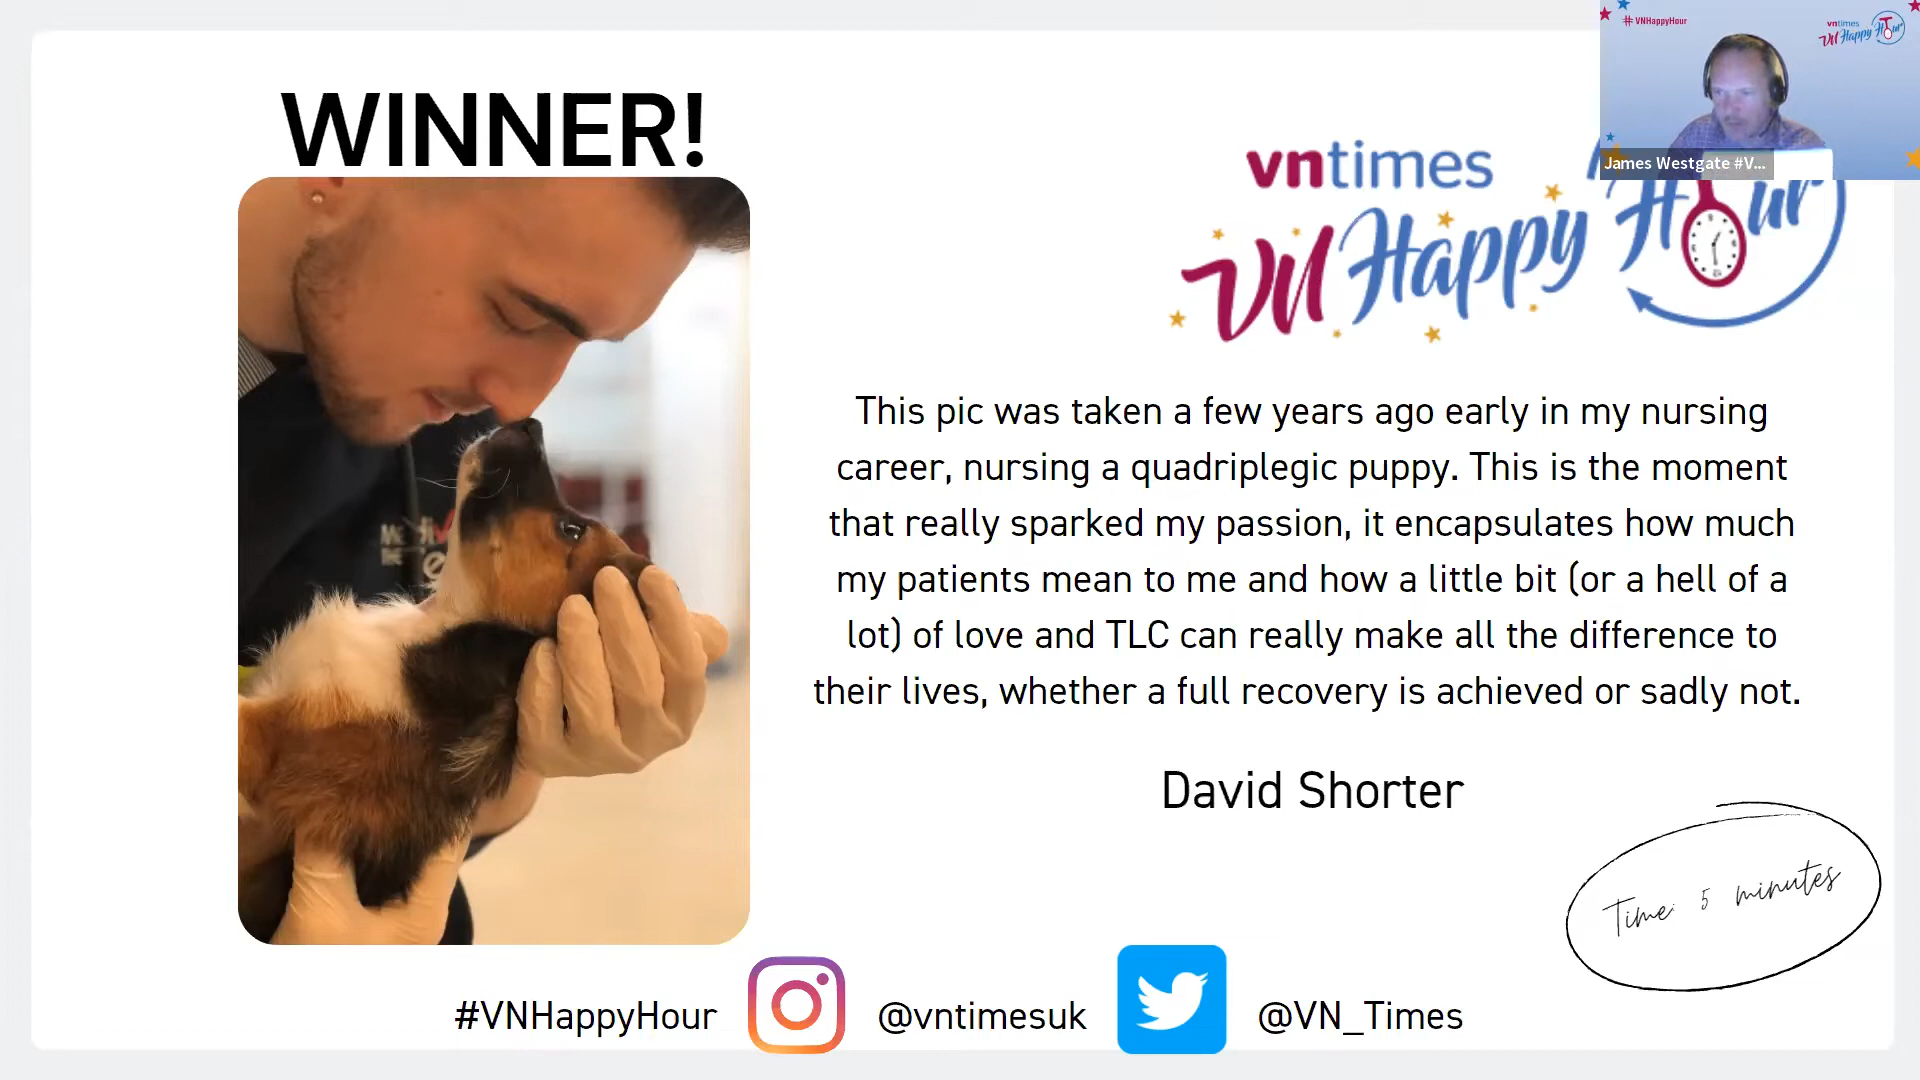 WINNER!
#VNHappyHour
vntimes
VN Happy Hour
James Westgate #V...
vntimes
VN Happy Hour
This pic was taken a few years ago early in my nursing
career, nursing a quadriplegic puppy. This is the moment
that really sparked my passion, it encapsulates how much
my patients mean to me and how a little bit (or a hell of a
lot) of love and TLC can really make all the difference to
their lives, whether a full recovery is achieved or sadly not.
David Shorter
Time: 5 minutes
#VNHappyHour
@vntimesuk
@VN_Times